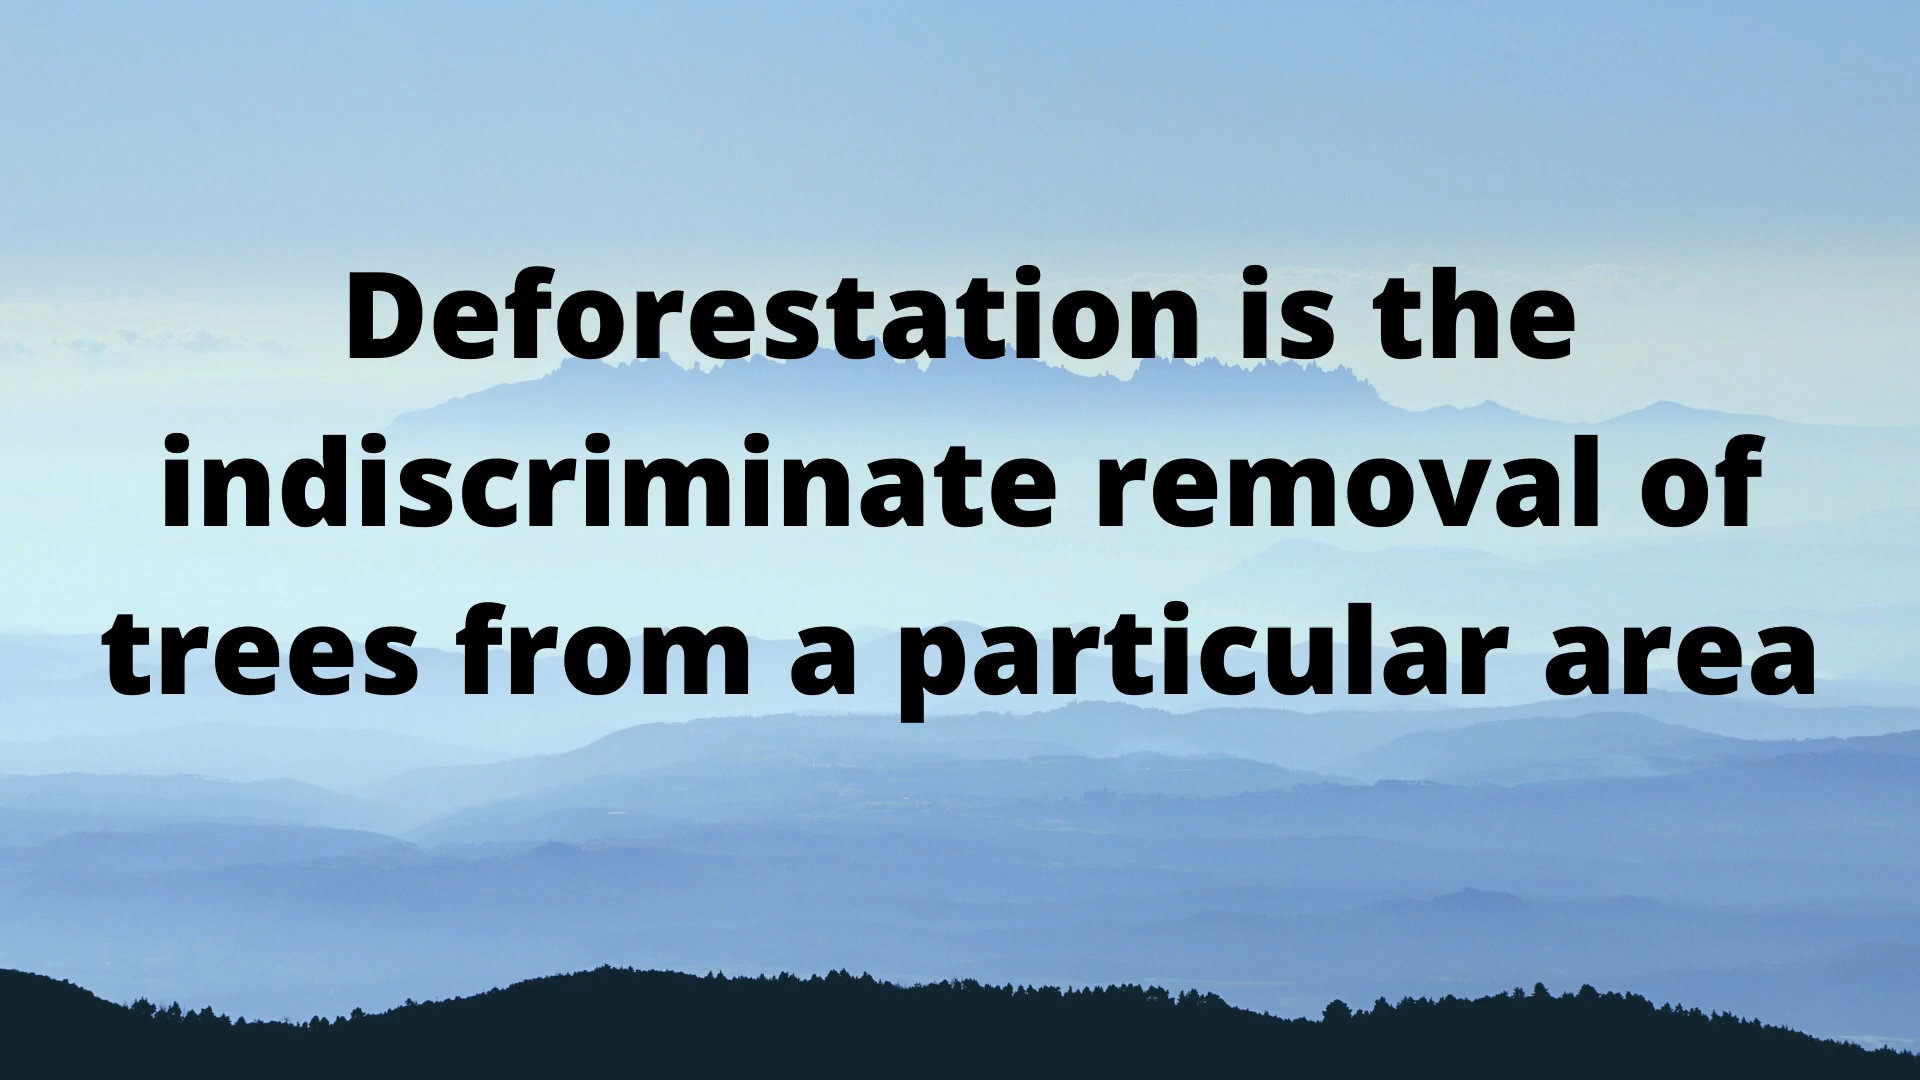 Deforestation is the
indiscriminate removal of
trees from a particular area